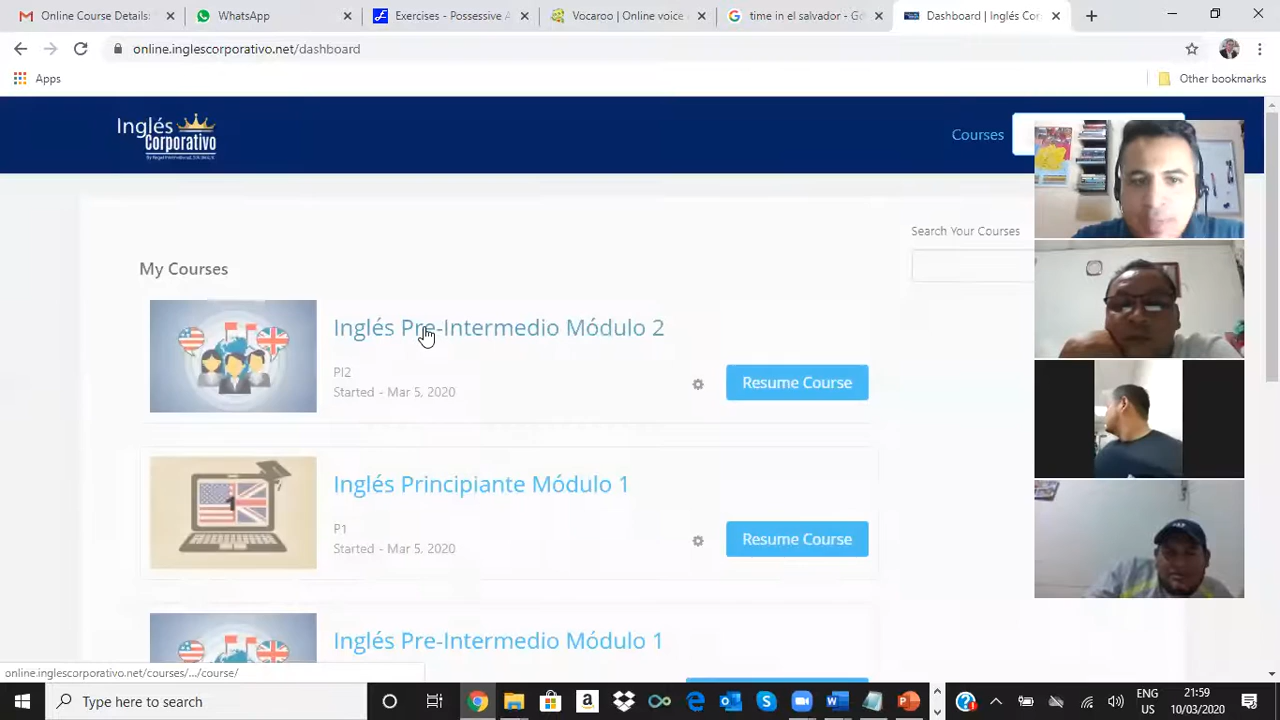 Online Course Details
WhatsApp
Exercises - Possessive A
Vocaroo | Online voice
time in el salvador - Go
Dashboard | Inglés Cor
online.inglescorporativo.net/dashboard
Apps
Other bookmarks
Inglés
Corporativo
Courses
Search Your Courses
My Courses
Inglés Pre-Intermedio Módulo 2
PI2
Started - Mar 5, 2020
Resume Course
Inglés Principiante Módulo 1
P1
Started - Mar 5, 2020
Resume Course
Inglés Pre-Intermedio Módulo 1
online.inglescorporativo.net/courses/.../course/
Type here to search
ENG
US
21:59
10/03/2020